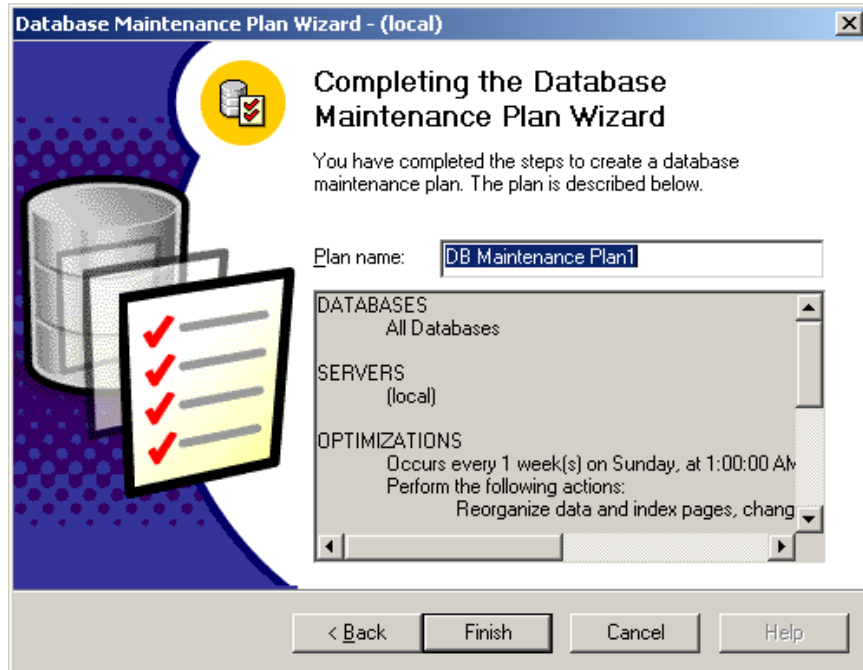 Database Maintenance Plan Wizard - (local)
Completing the Database
Maintenance Plan Wizard
You have completed the steps to create a database
maintenance plan. The plan is described below.
Plan name: DB Maintenance Plan1
DATABASES
All Databases
SERVERS
(local)
OPTIMIZATIONS
Occurs every 1 week(s) on Sunday, at 1:00:00 AM
Perform the following actions:
Reorganize data and index pages, chang
< Back Finish Cancel Help